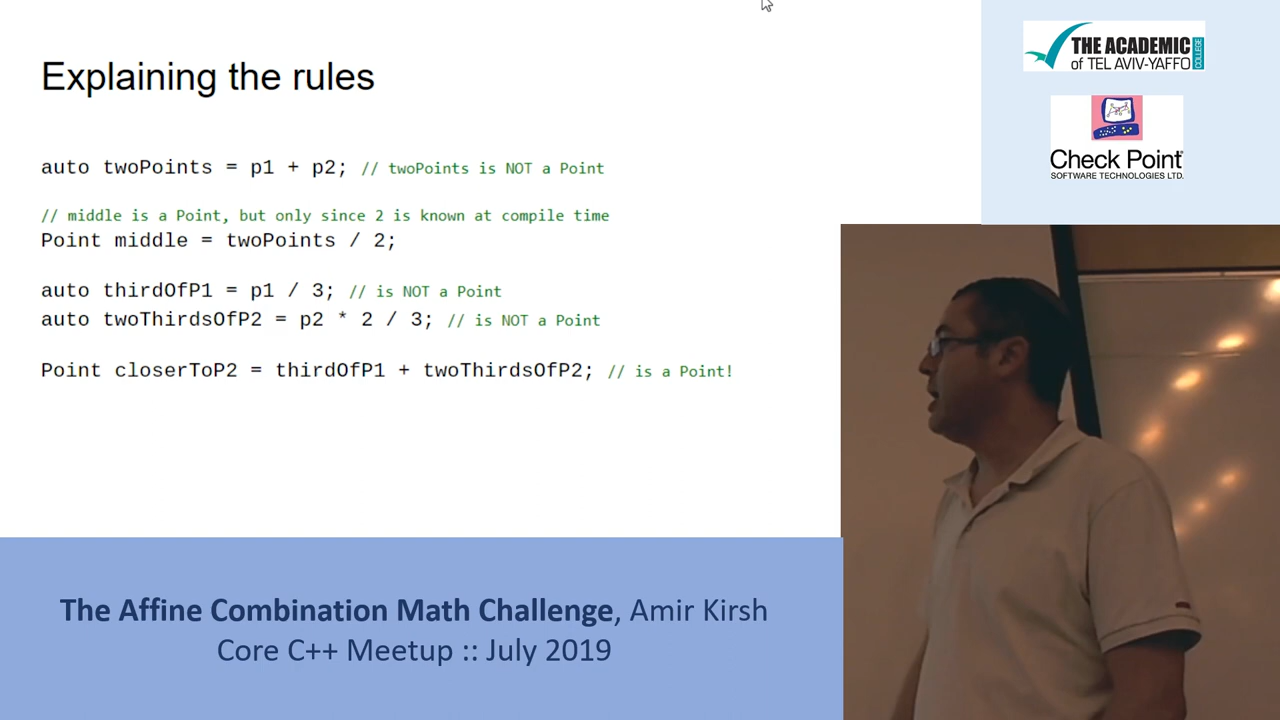 Explaining the rules
auto twoPoints = p1 + p2; // twoPoints is NOT a Point
// middle is a Point, but only since 2 is known at compile time
Point middle = twoPoints / 2;
auto thirdOfP1 = p1 / 3; // is NOT a Point
auto twoThirdsOfP2 = p2 * 2 / 3; // is NOT a Point
Point closerToP2 = thirdOfP1 + twoThirdsOfP2; // is a Point!
THE ACADEMIC
of TEL AVIV-YAFFO
COLLEGE
Check Point
SOFTWARE TECHNOLOGIES LTD.
The Affine Combination Math Challenge, Amir Kirsh
Core C++ Meetup :: July 2019